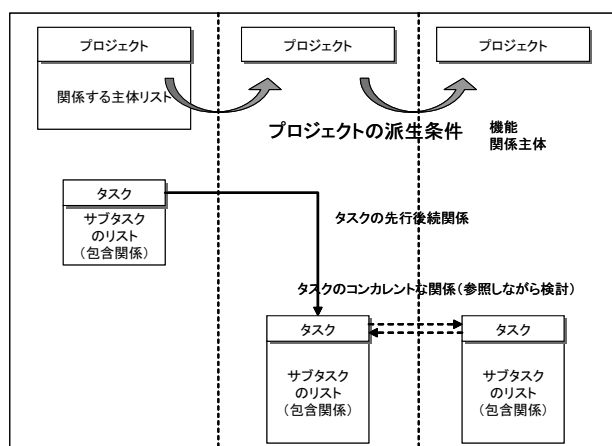 プロジェクト
プロジェクト
プロジェクト
関係する主体リスト
プロジェクトの派生条件
機能
関係主体
タスク
サブタスク
のリスト
(包含関係)
タスクの先行後続関係
タスクのコンカレントな関係(参照しながら検討)
タスク
タスク
サブタスク
のリスト
(包含関係)
サブタスク
のリスト
(包含関係)